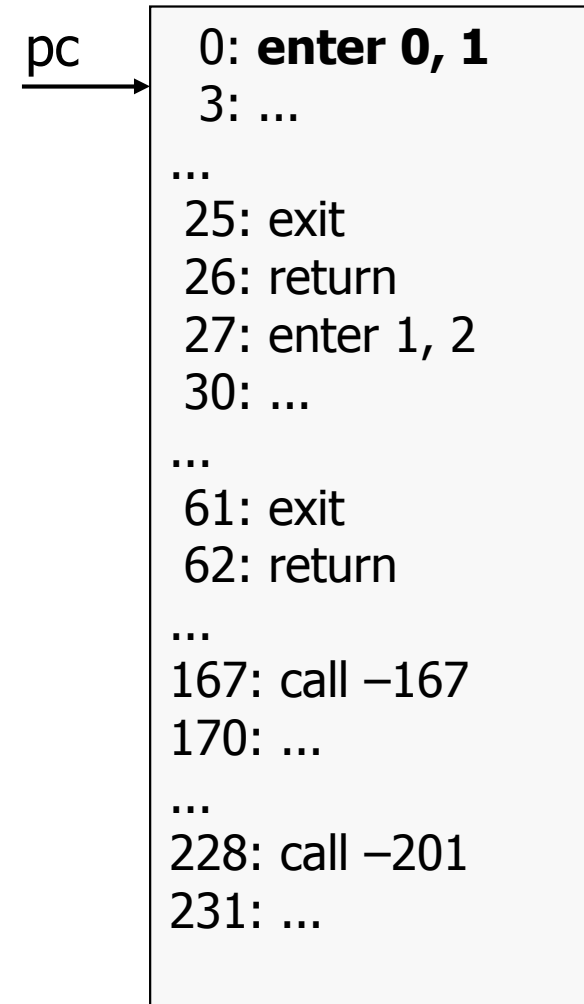 pc
0: enter 0, 1
3: ...
...
25: exit
26: return
27: enter 1, 2
30: ...
...
61: exit
62: return
...
167: call –167
170: ...
...
228: call –201
231: ...